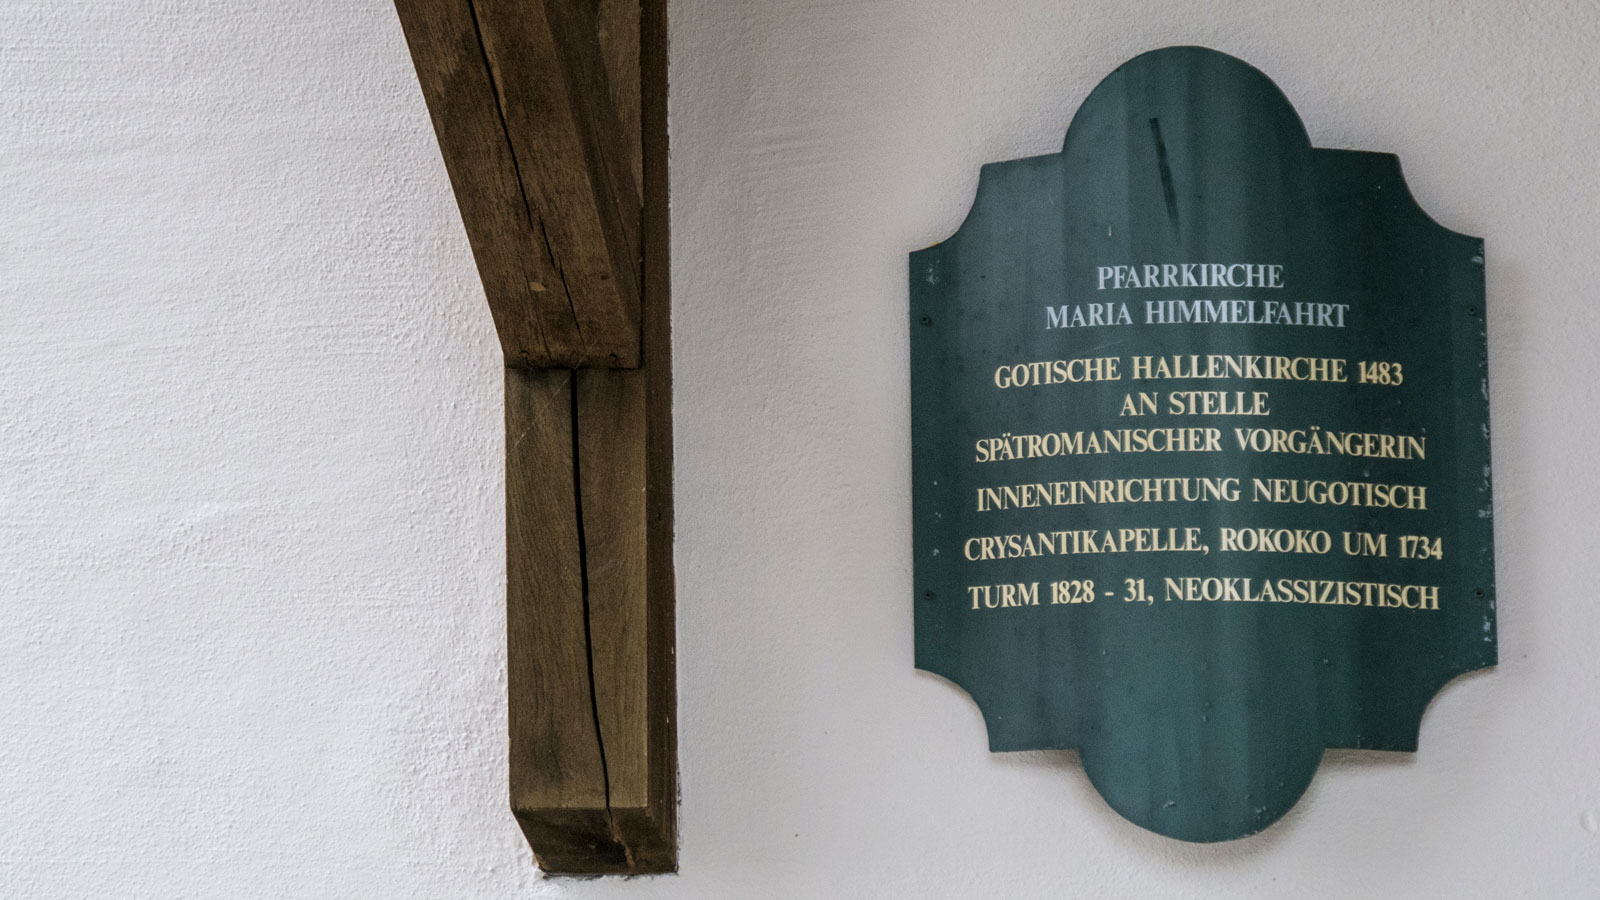 PFARRKIRCHE
MARIA HIMMELFAHRT
GOTISCHE HALLENKIRCHE 1483
AN STELLE
SPÄTROMANISCHER VORGÄNGERIN
INNENEINRICHTUNG NEUGOTISCH
CRYSANTIKAPELLE, ROKOKO UM 1734
TURM 1828 - 31, NEOKLASSIZISTISCH